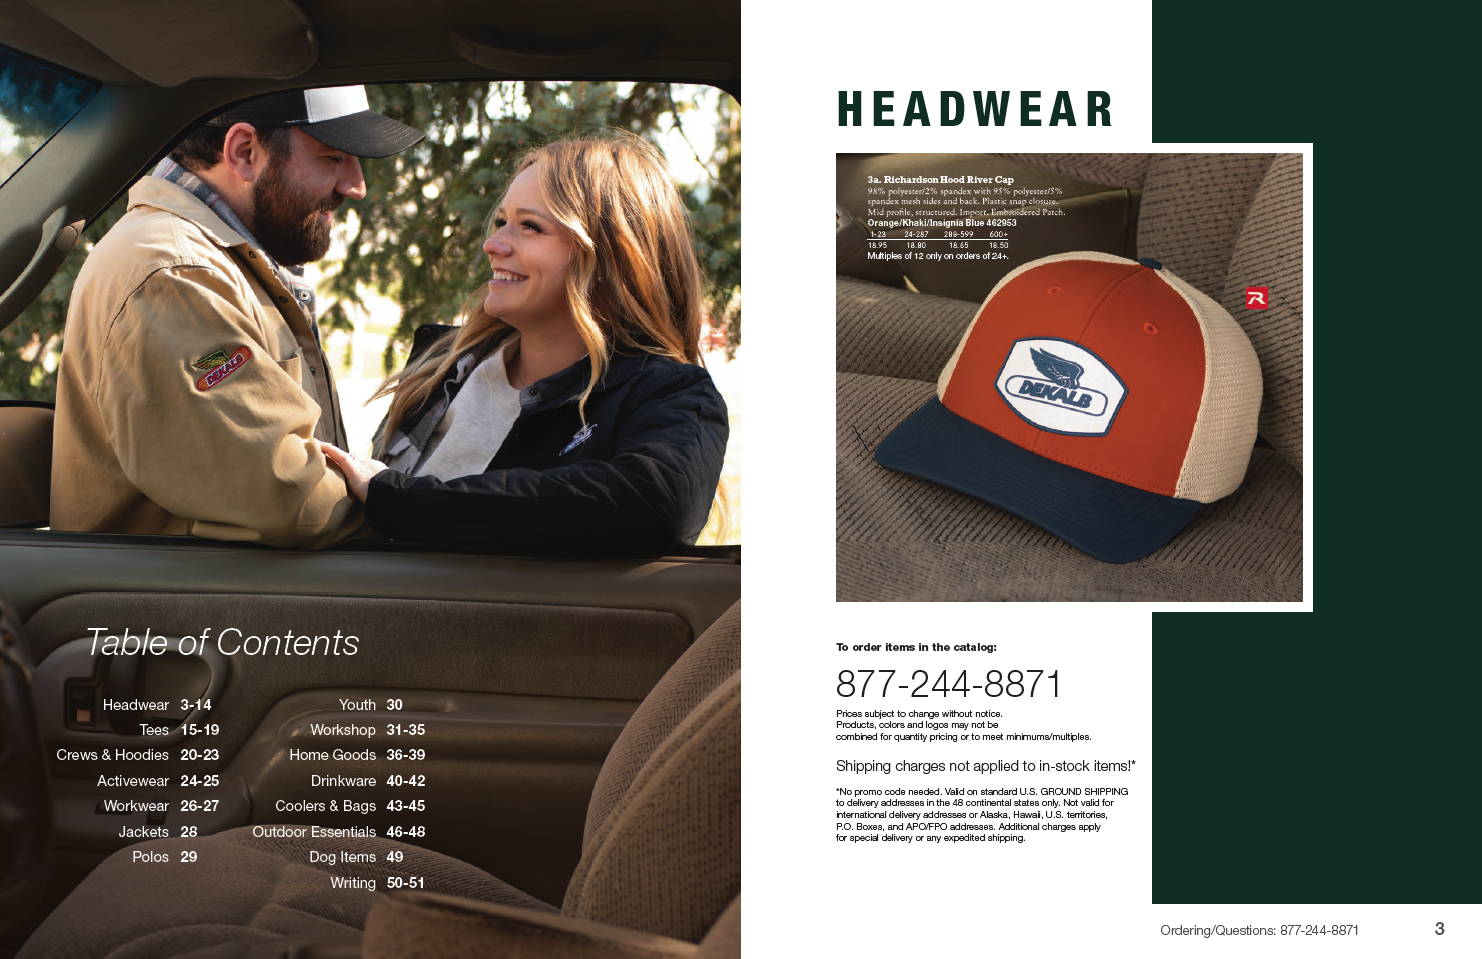 DEKALB
Table of Contents
Headwear 3-14
Tees 15-19
Crews & Hoodies 20-23
Activewear 24-25
Workwear 26-27
Jackets 28
Polos 29
Youth 30
Workshop 31-35
Home Goods 36-39
Drinkware 40-42
Coolers & Bags 43-45
Outdoor Essentials 46-48
Dog Items 49
Writing 50-51
HEADWEAR
3a. Richardson Hood River Cap
98% polyester/2% spandex with 95% polyester/5%
spandex mesh sides and back. Plastic snap closure.
Mid profile, structured. Import. Embroidered Patch.
Orange/Khaki/Insignia Blue 462953
1-23 24-287 288-599 600+
18.95 18.80 18.65 18.50
Multiples of 12 only on orders of 24+.
R
DEKALB
To order items in the catalog:
877-244-8871
Prices subject to change without notice.
Products, colors and logos may not be
combined for quantity pricing or to meet minimums/multiples.
Shipping charges not applied to in-stock items!*
*No promo code needed. Valid on standard U.S. GROUND SHIPPING
to delivery addresses in the 48 continental states only. Not valid for
international delivery addresses or Alaska, Hawaii, U.S. territories,
P.O. Boxes, and APO/FPO addresses. Additional charges apply
for special delivery or any expedited shipping.
Ordering/Questions: 877-244-8871 3